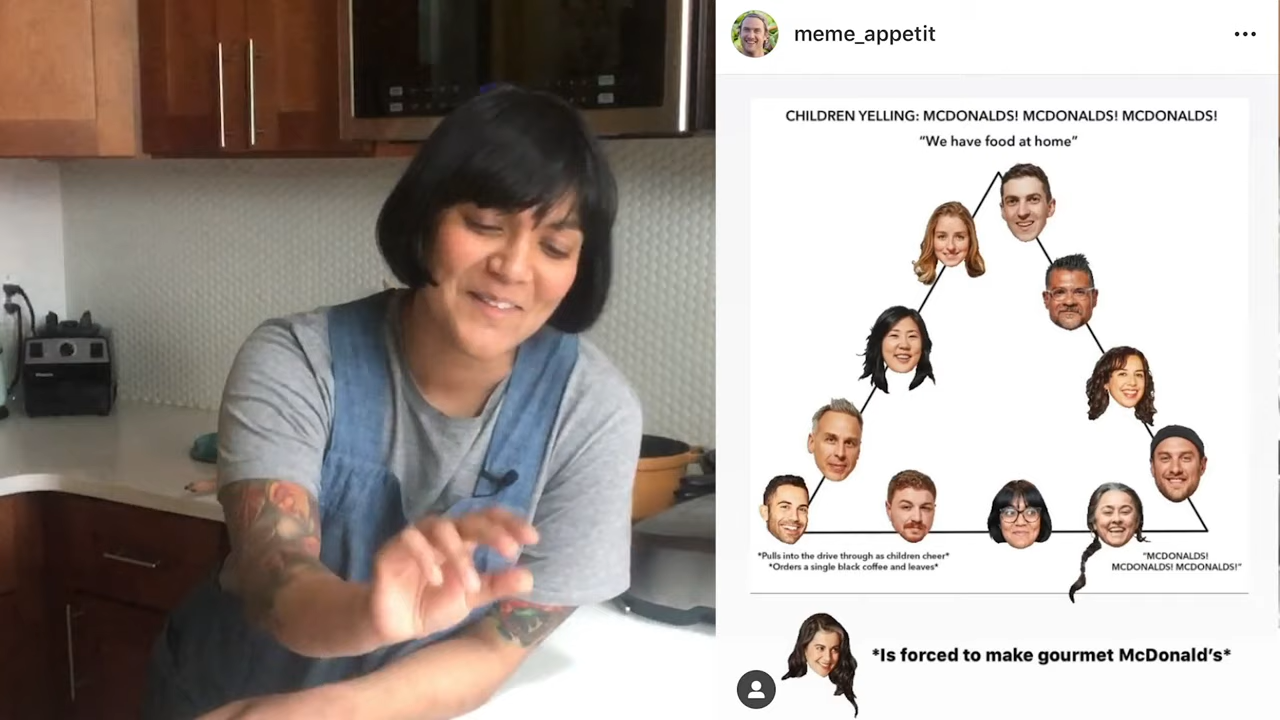 meme_appetit
CHILDREN YELLING: MCDONALDS! MCDONALDS! MCDONALDS!
“We have food at home”
*Pulls into the drive through as children cheer*
*Orders a single black coffee and leaves*
“MCDONALDS!
MCDONALDS! MCDONALDS!”
*Is forced to make gourmet McDonald’s*